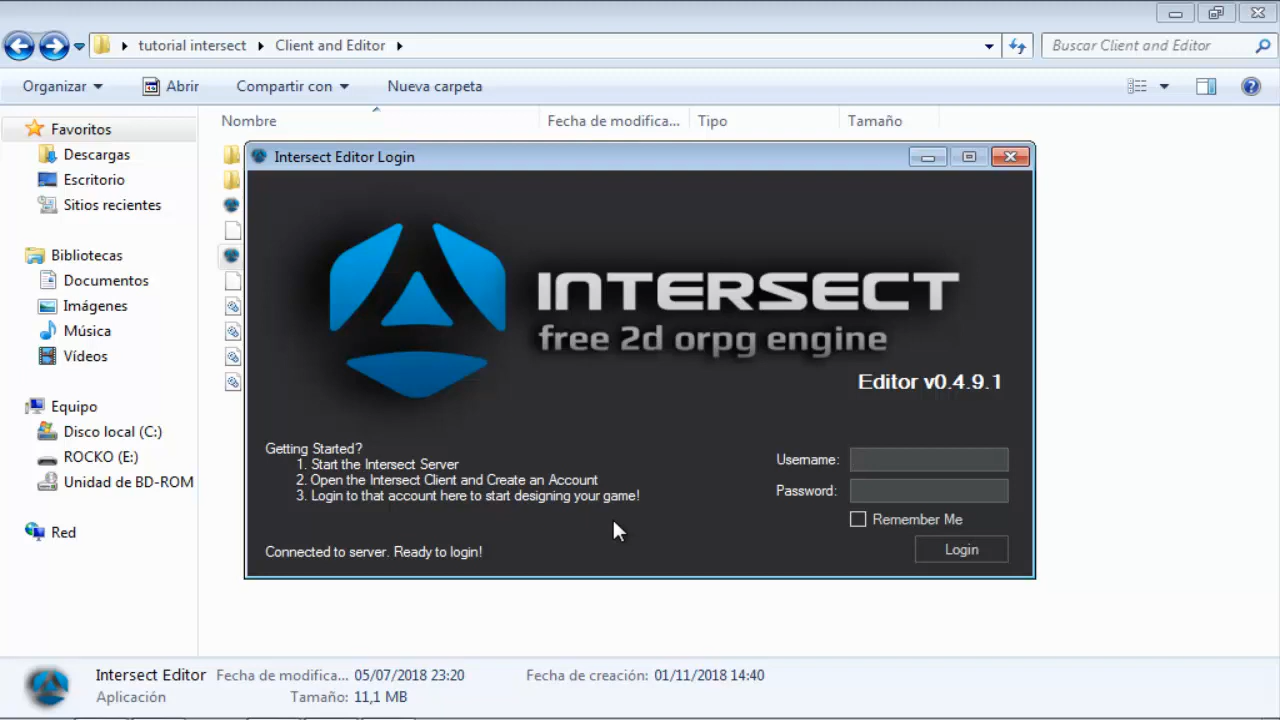 tutorial intersect Client and Editor
Buscar Client and Editor
Organizar Abrir Compartir con Nueva carpeta
Nombre Fecha de modifica... Tipo Tamaño
Favoritos
Descargas
Escritorio
Sitios recientes
Bibliotecas
Documentos
Imágenes
Música
Vídeos
Equipo
Disco local (C:)
ROCKO (E:)
Unidad de BD-ROM
Red
Intersect Editor Login
INTERSECT
free 2d orpg engine
Editor v0.4.9.1
Getting Started?
1. Start the Intersect Server
2. Open the Intersect Client and Create an Account
3. Login to that account here to start designing your game!
Connected to server. Ready to login!
Username:
Password:
Remember Me
Login
Intersect Editor Fecha de modifica... 05/07/2018 23:20 Fecha de creación: 01/11/2018 14:40
Aplicación Tamaño: 11,1 MB